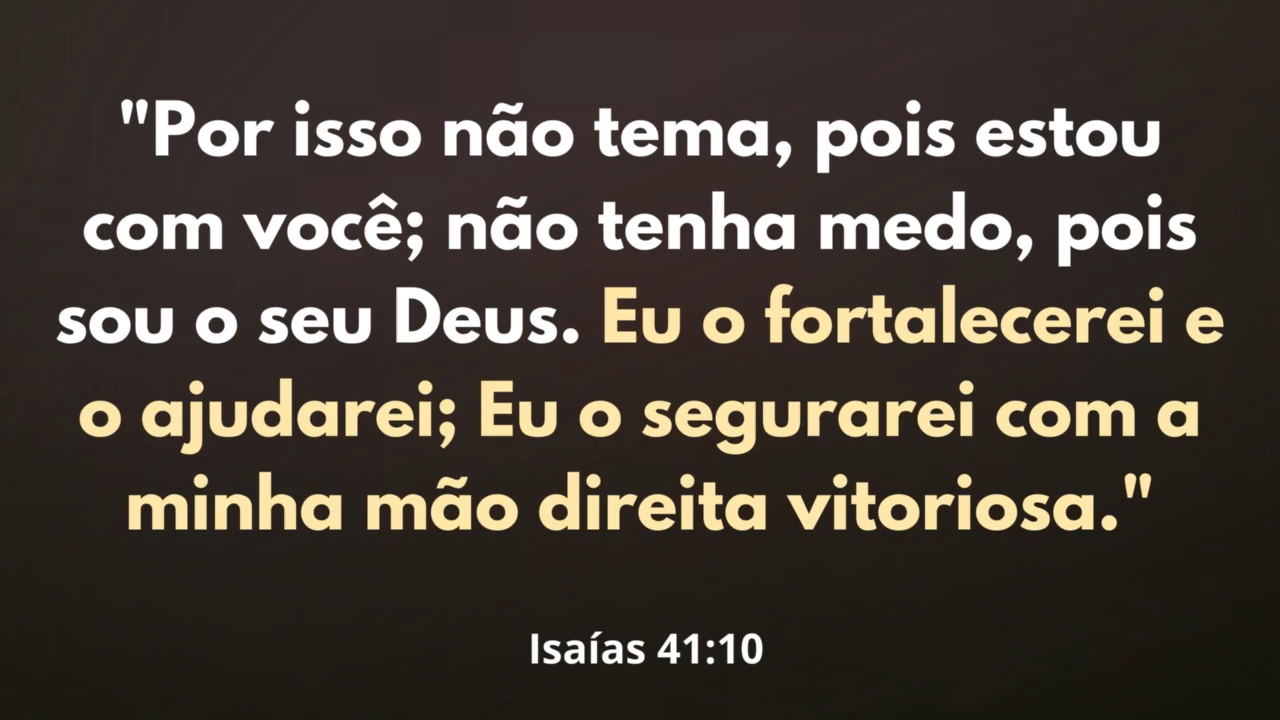 "Por isso não tema, pois estou
com você; não tenha medo, pois
sou o seu Deus. Eu o fortalecerei e
o ajudarei; Eu o segurarei com a
minha mão direita vitoriosa."
Isaías 41:10